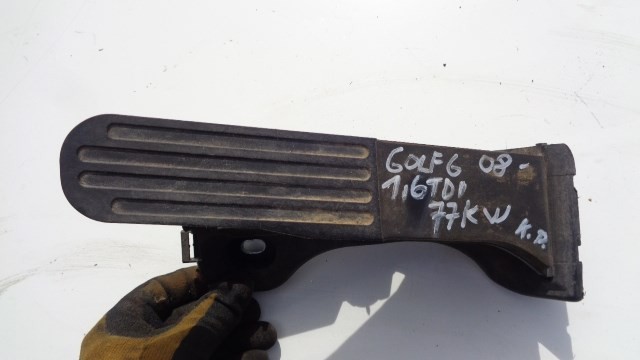 GOLF 6 08-
1,6TDI
77KW
K.D.